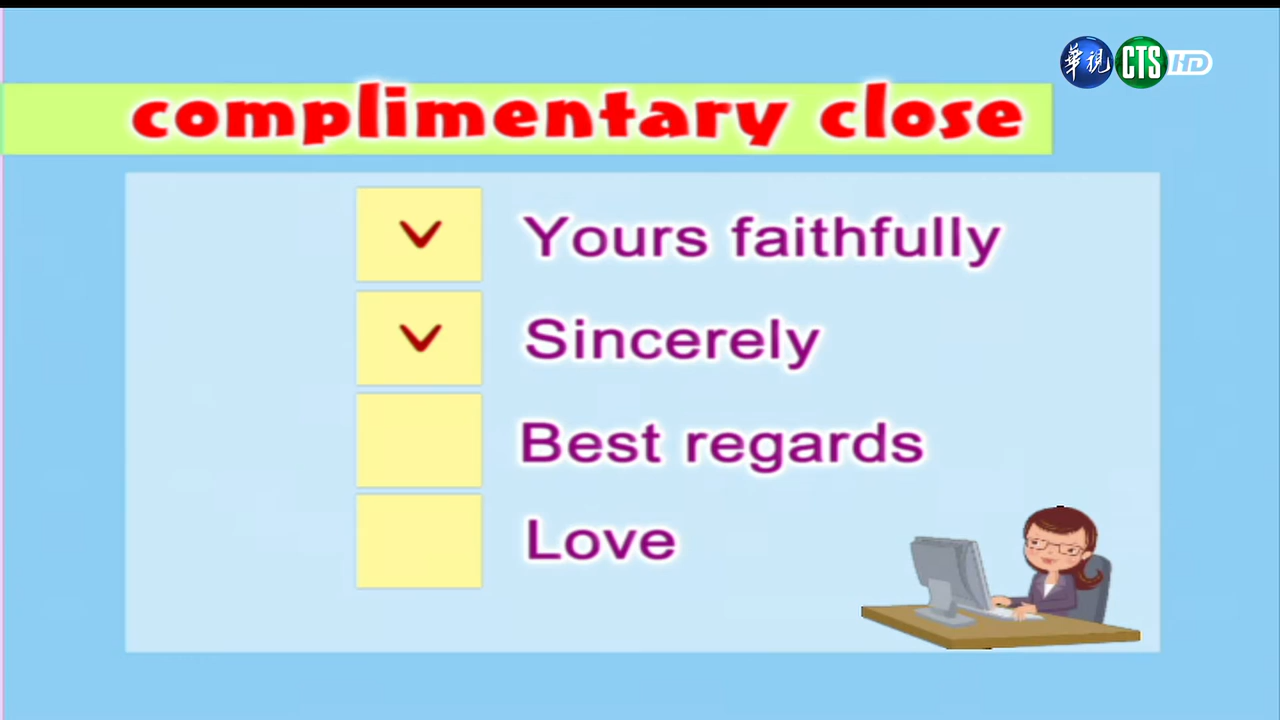 華視 CTS HD
complimentary close
Yours faithfully
Sincerely
Best regards
Love